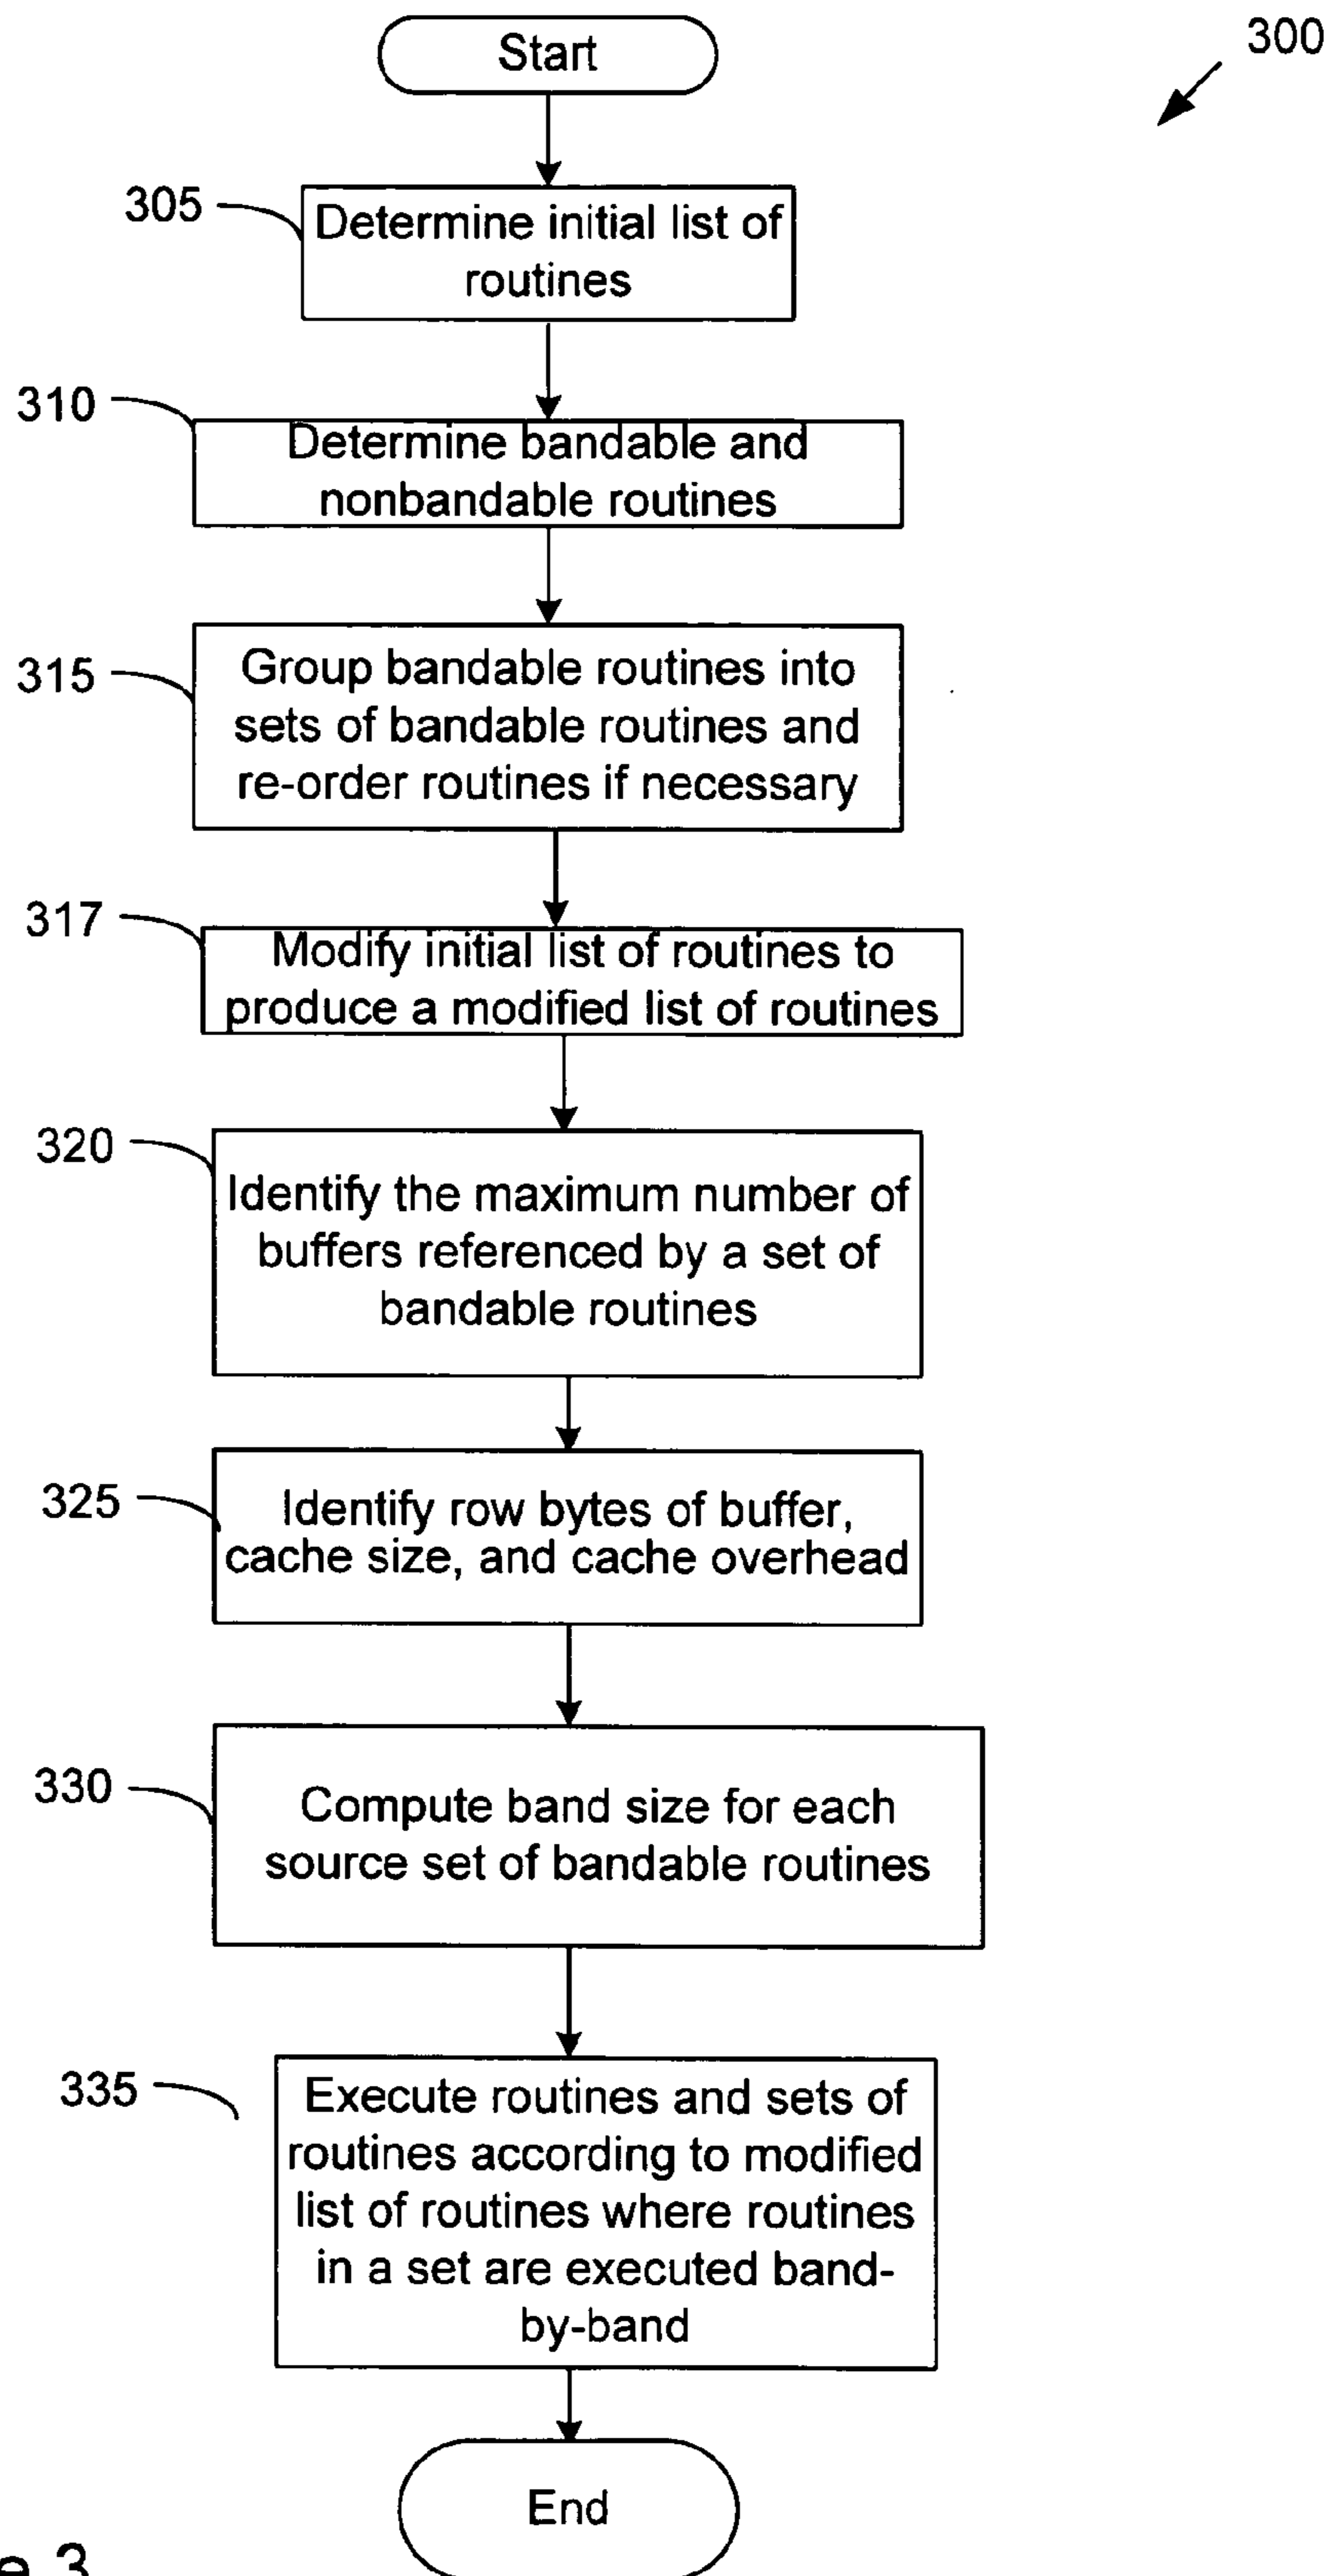 Start
300
305
Determine initial list of
routines
310
Determine bandable and
nonbandable routines
315
Group bandable routines into
sets of bandable routines and
re-order routines if necessary
317
Modify initial list of routines to
produce a modified list of routines
320
Identify the maximum number of
buffers referenced by a set of
bandable routines
325
Identify row bytes of buffer,
cache size, and cache overhead
330
Compute band size for each
source set of bandable routines
335
Execute routines and sets of
routines according to modified
list of routines where routines
in a set are executed band-
by-band
End
e 3